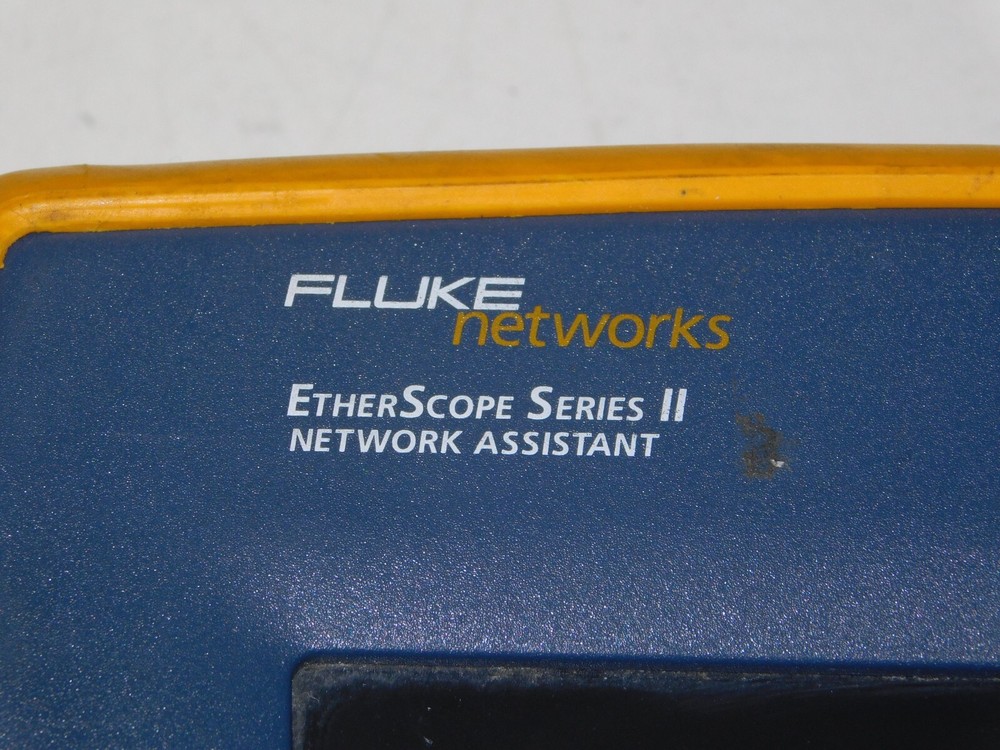 FLUKE
networks
ETHERSCOPE SERIES II
NETWORK ASSISTANT